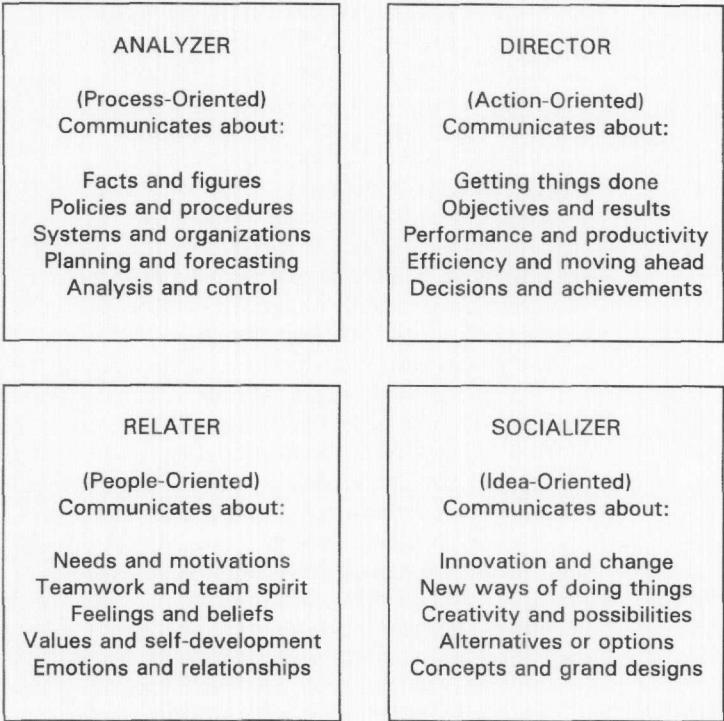 ANALYZER
(Process-Oriented)
Communicates about:
Facts and figures
Policies and procedures
Systems and organizations
Planning and forecasting
Analysis and control
DIRECTOR
(Action-Oriented)
Communicates about:
Getting things done
Objectives and results
Performance and productivity
Efficiency and moving ahead
Decisions and achievements
RELATER
(People-Oriented)
Communicates about:
Needs and motivations
Teamwork and team spirit
Feelings and beliefs
Values and self-development
Emotions and relationships
SOCIALIZER
(Idea-Oriented)
Communicates about:
Innovation and change
New ways of doing things
Creativity and possibilities
Alternatives or options
Concepts and grand designs